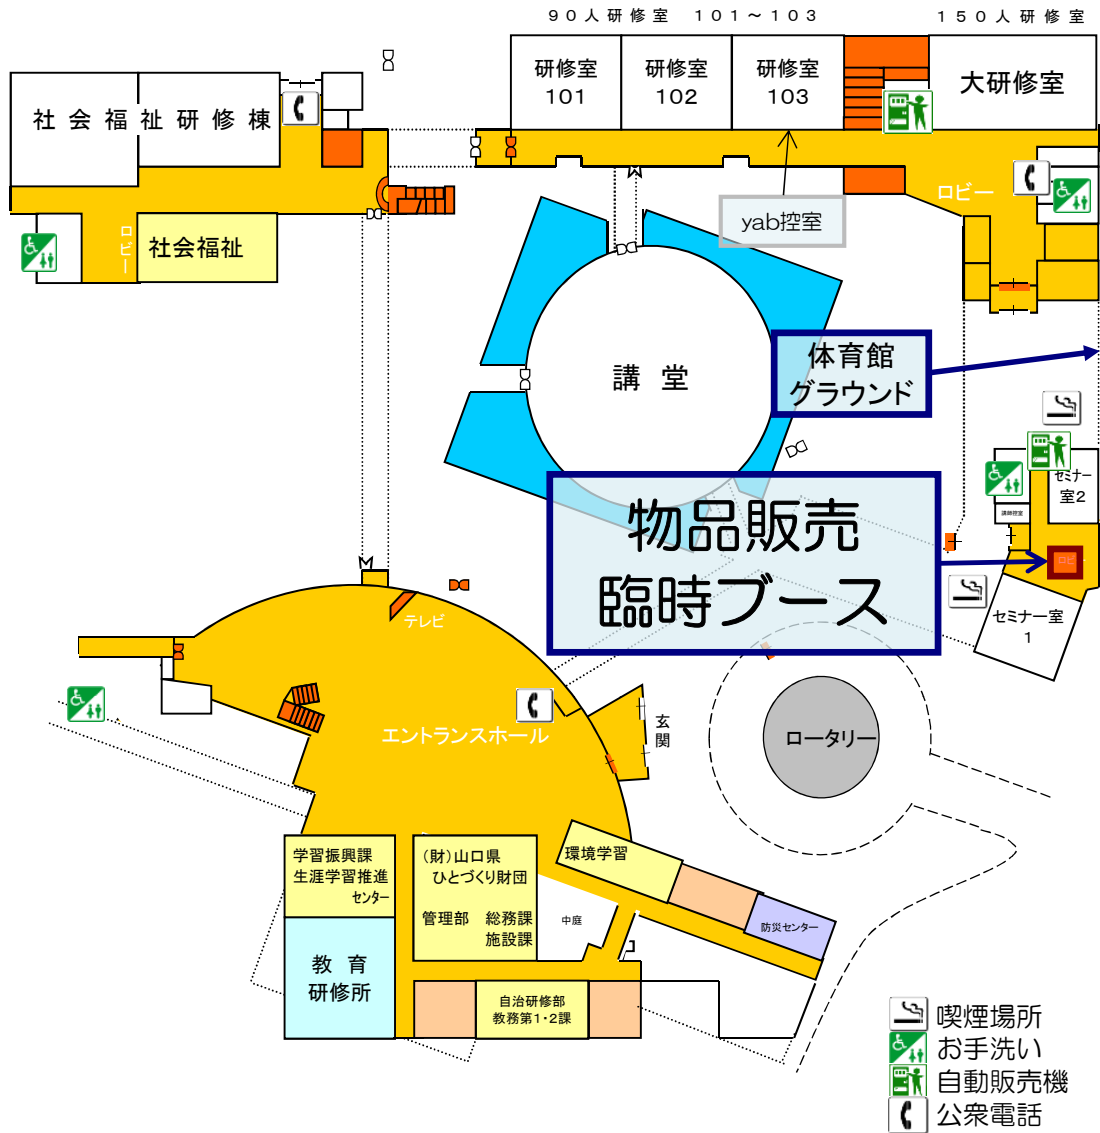 90人研修室 101～103
150人研修室
研修室
101
研修室
102
研修室
103
大研修室
社会福祉研修棟
ロビー
yab控室
ロビー
社会福祉
体育館
グラウンド
講堂
セミナー
室2
講師控室
物品販売
臨時ブース
ロビー
セミナー室
1
テレビ
エントランスホール
玄関
ロータリー
学習振興課
生涯学習推進
センター
(財)山口県
ひとづくり財団
管理部 総務課
施設課
環境学習
防災センター
中庭
教育
研修所
自治研修部
教務第1・2課
喫煙場所
お手洗い
自動販売機
公衆電話